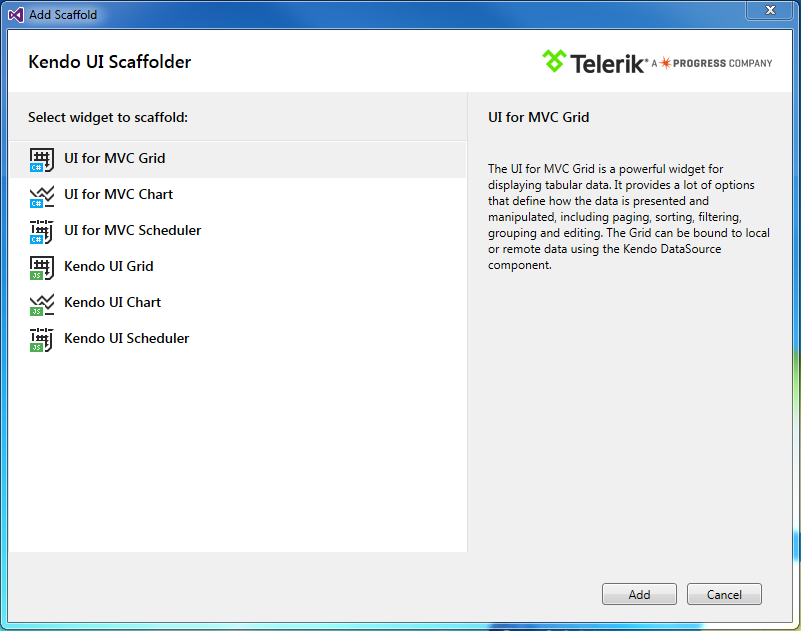 Add Scaffold
Kendo UI Scaffolder
Telerik® A PROGRESS COMPANY
Select widget to scaffold:
C# UI for MVC Grid
C# UI for MVC Chart
C# UI for MVC Scheduler
JS Kendo UI Grid
JS Kendo UI Chart
JS Kendo UI Scheduler
UI for MVC Grid
The UI for MVC Grid is a powerful widget for
displaying tabular data. It provides a lot of options
that define how the data is presented and
manipulated, including paging, sorting, filtering,
grouping and editing. The Grid can be bound to local
or remote data using the Kendo DataSource
component.
Add
Cancel